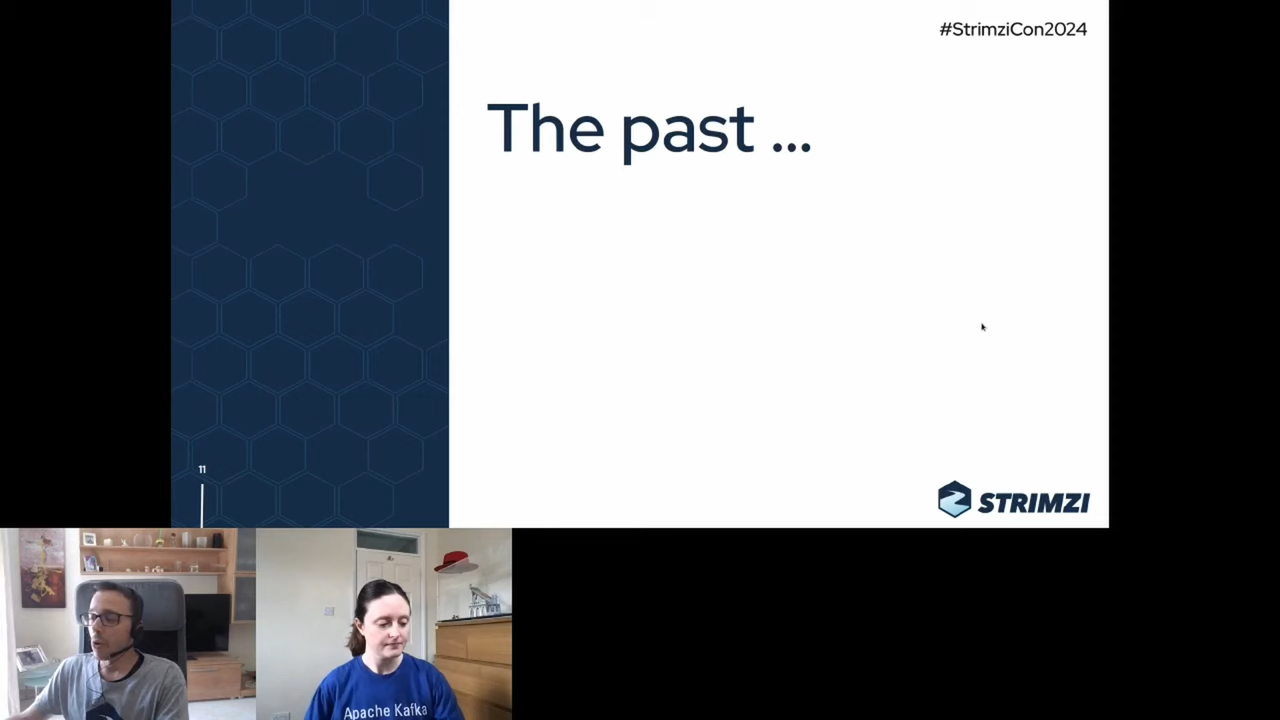 #StrimziCon2024
The past ...
11
STRIMZI
Apache Kafka